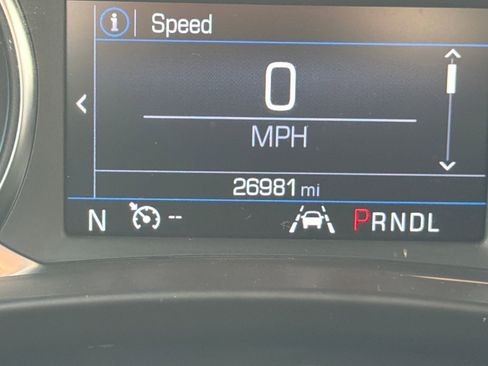 i Speed
0
MPH
26981 mi
N -- PRNDL